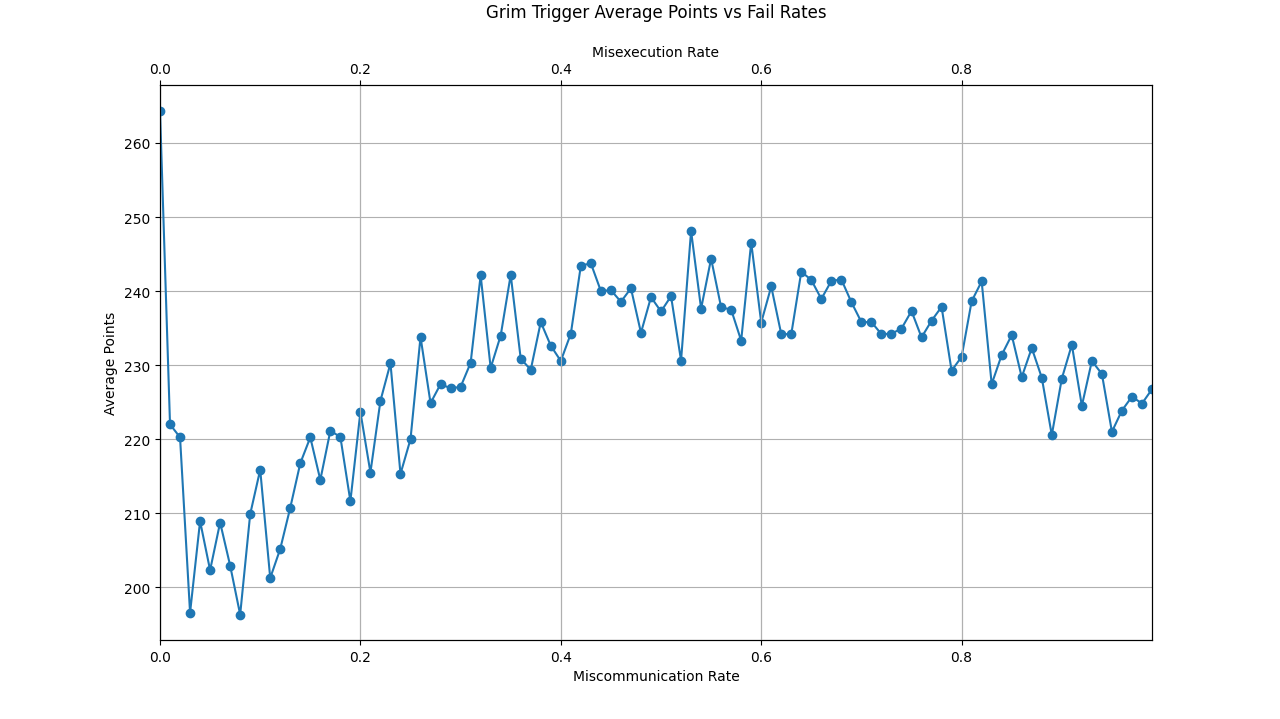 Grim Trigger Average Points vs Fail Rates
Misexecution Rate
0.0 0.2 0.4 0.6 0.8
260
250
240
230
220
210
200
Average Points
0.0 0.2 0.4 0.6 0.8
Miscommunication Rate